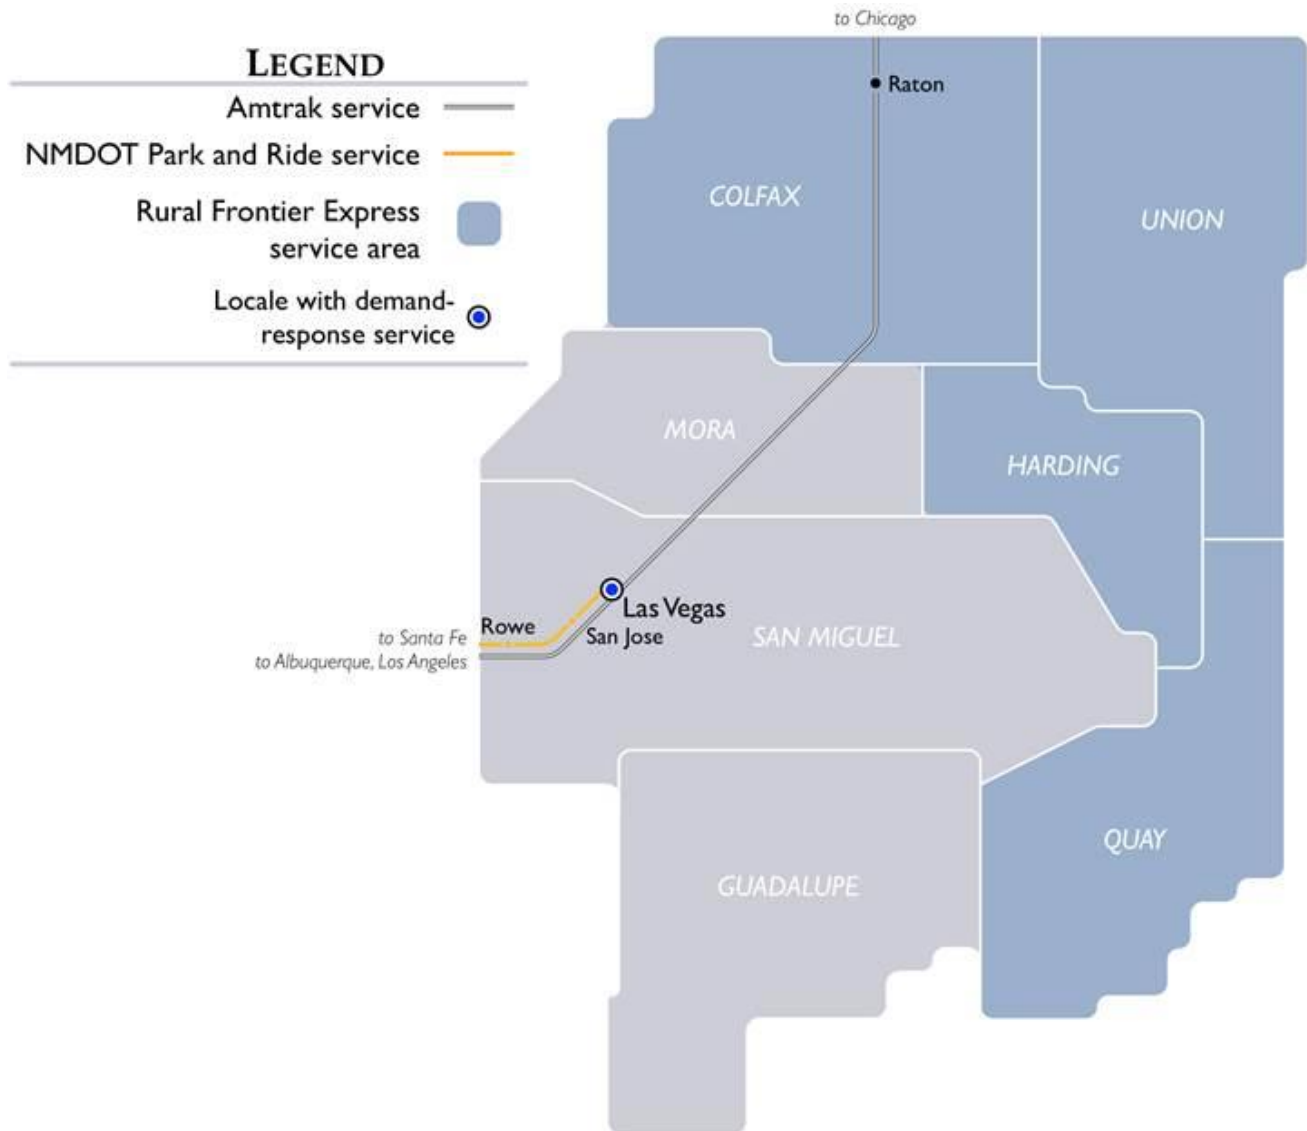 to Chicago
LEGEND
Amtrak service
NMDOT Park and Ride service
Rural Frontier Express
service area
Locale with demand-
response service
Raton
COLFAX
UNION
MORA
HARDING
Las Vegas
Rowe
San Jose
SAN MIGUEL
to Santa Fe
to Albuquerque, Los Angeles
QUAY
GUADALUPE